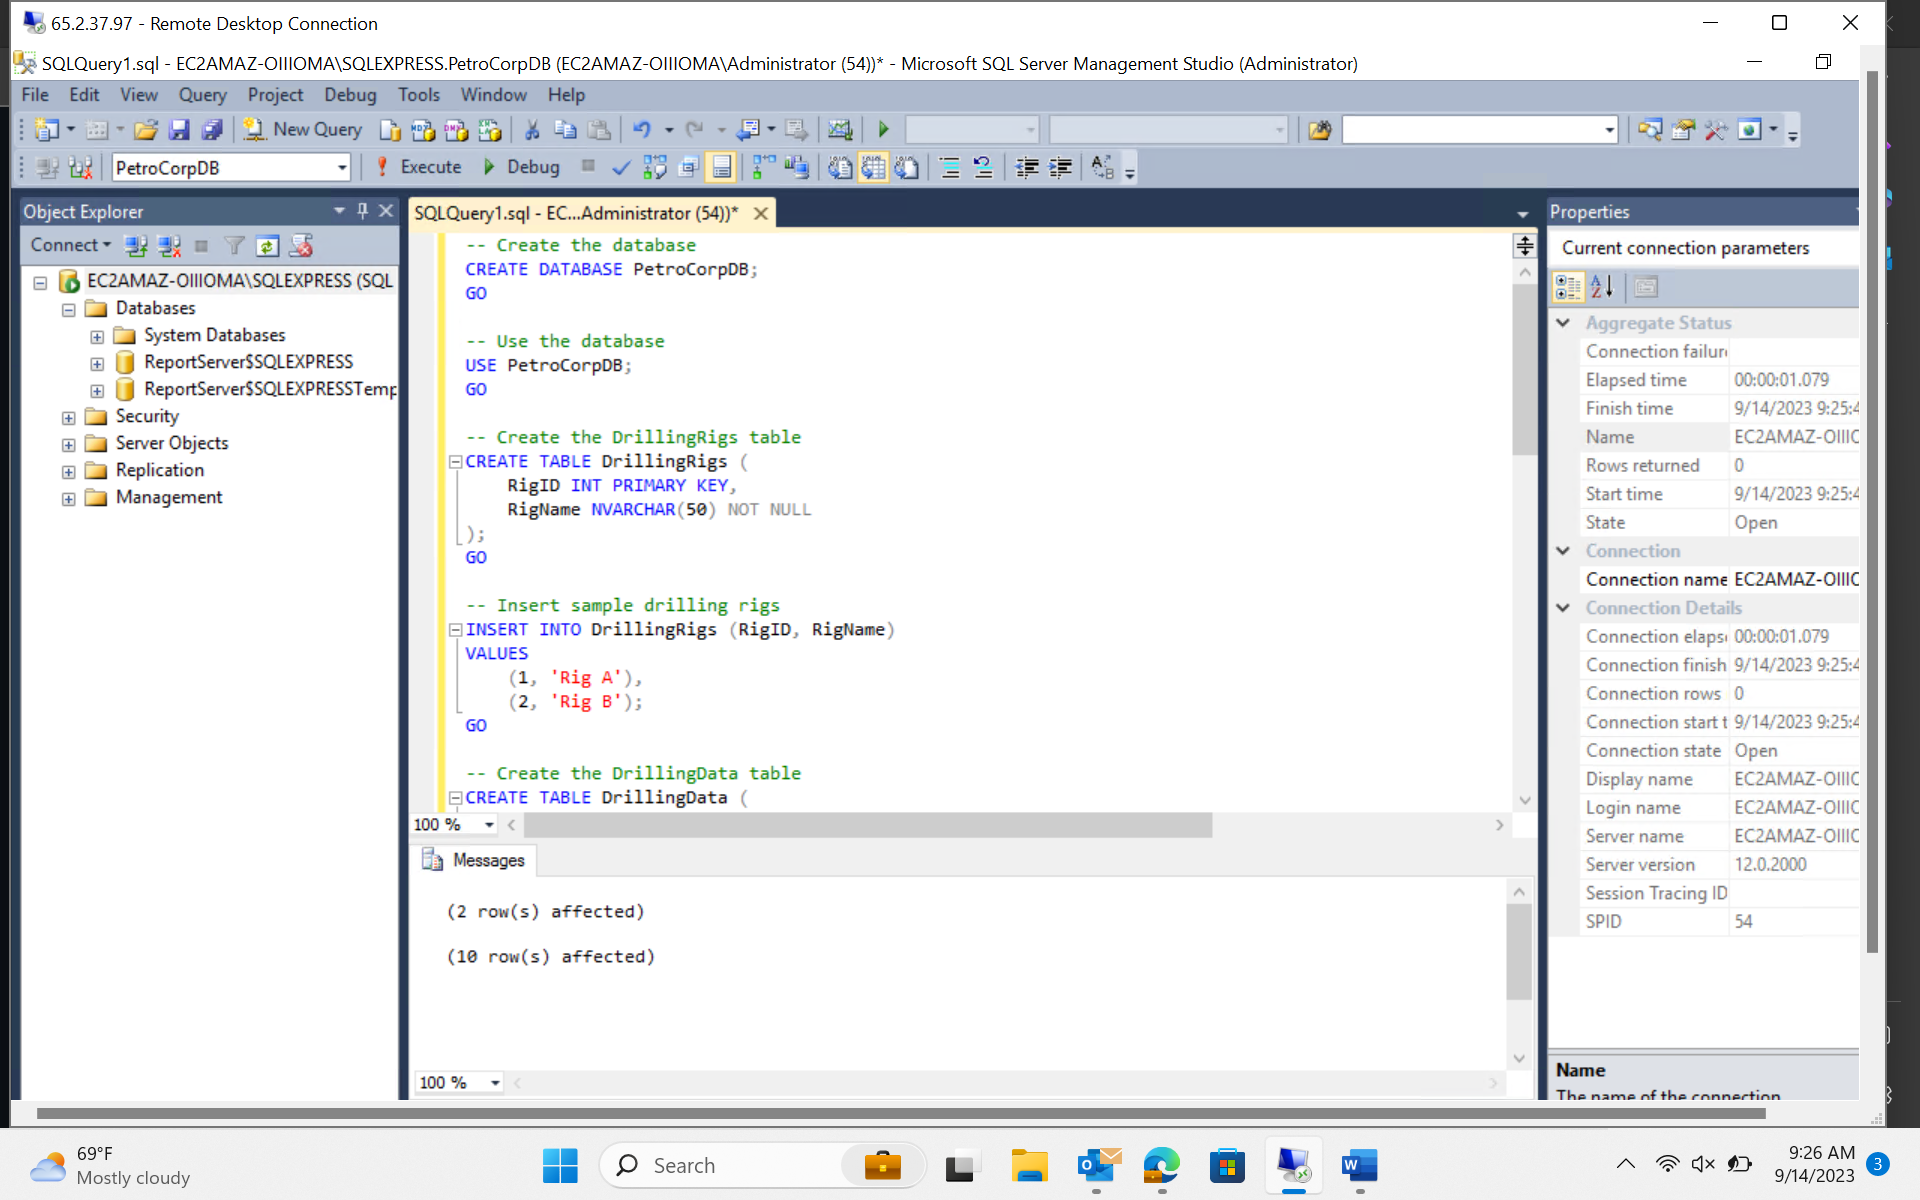 65.2.37.97 - Remote Desktop Connection
SQLQuery1.sql - EC2AMAZ-OIIIOMA\SQLEXPRESS.PetroCorpDB (EC2AMAZ-OIIIOMA\Administrator (54))* - Microsoft SQL Server Management Studio (Administrator)
File Edit View Query Project Debug Tools Window Help
New Query
PetroCorpDB Execute Debug
Object Explorer
Connect
EC2AMAZ-OIIIOMA\SQLEXPRESS (SQL
Databases
System Databases
ReportServer$SQLEXPRESS
ReportServer$SQLEXPRESSTemp
Security
Server Objects
Replication
Management
SQLQuery1.sql - EC...Administrator (54))*
-- Create the database
CREATE DATABASE PetroCorpDB;
GO
-- Use the database
USE PetroCorpDB;
GO
-- Create the DrillingRigs table
CREATE TABLE DrillingRigs (
RigID INT PRIMARY KEY,
RigName NVARCHAR(50) NOT NULL
);
GO
-- Insert sample drilling rigs
INSERT INTO DrillingRigs (RigID, RigName)
VALUES
(1, 'Rig A'),
(2, 'Rig B');
GO
-- Create the DrillingData table
CREATE TABLE DrillingData (
100 %
Messages
(2 row(s) affected)
(10 row(s) affected)
100 %
Properties
Current connection parameters
Aggregate Status
Connection failur
Elapsed time 00:00:01.079
Finish time 9/14/2023 9:25:4
Name EC2AMAZ-OIIIO
Rows returned 0
Start time 9/14/2023 9:25:4
State Open
Connection
Connection name EC2AMAZ-OIIIO
Connection Details
Connection elaps 00:00:01.079
Connection finish 9/14/2023 9:25:4
Connection rows 0
Connection start t 9/14/2023 9:25:4
Connection state Open
Display name EC2AMAZ-OIIIO
Login name EC2AMAZ-OIIIO
Server name EC2AMAZ-OIIIO
Server version 12.0.2000
Session Tracing ID
SPID 54
Name
The name of the connection
69°F
Mostly cloudy
Search
9:26 AM
9/14/2023
3